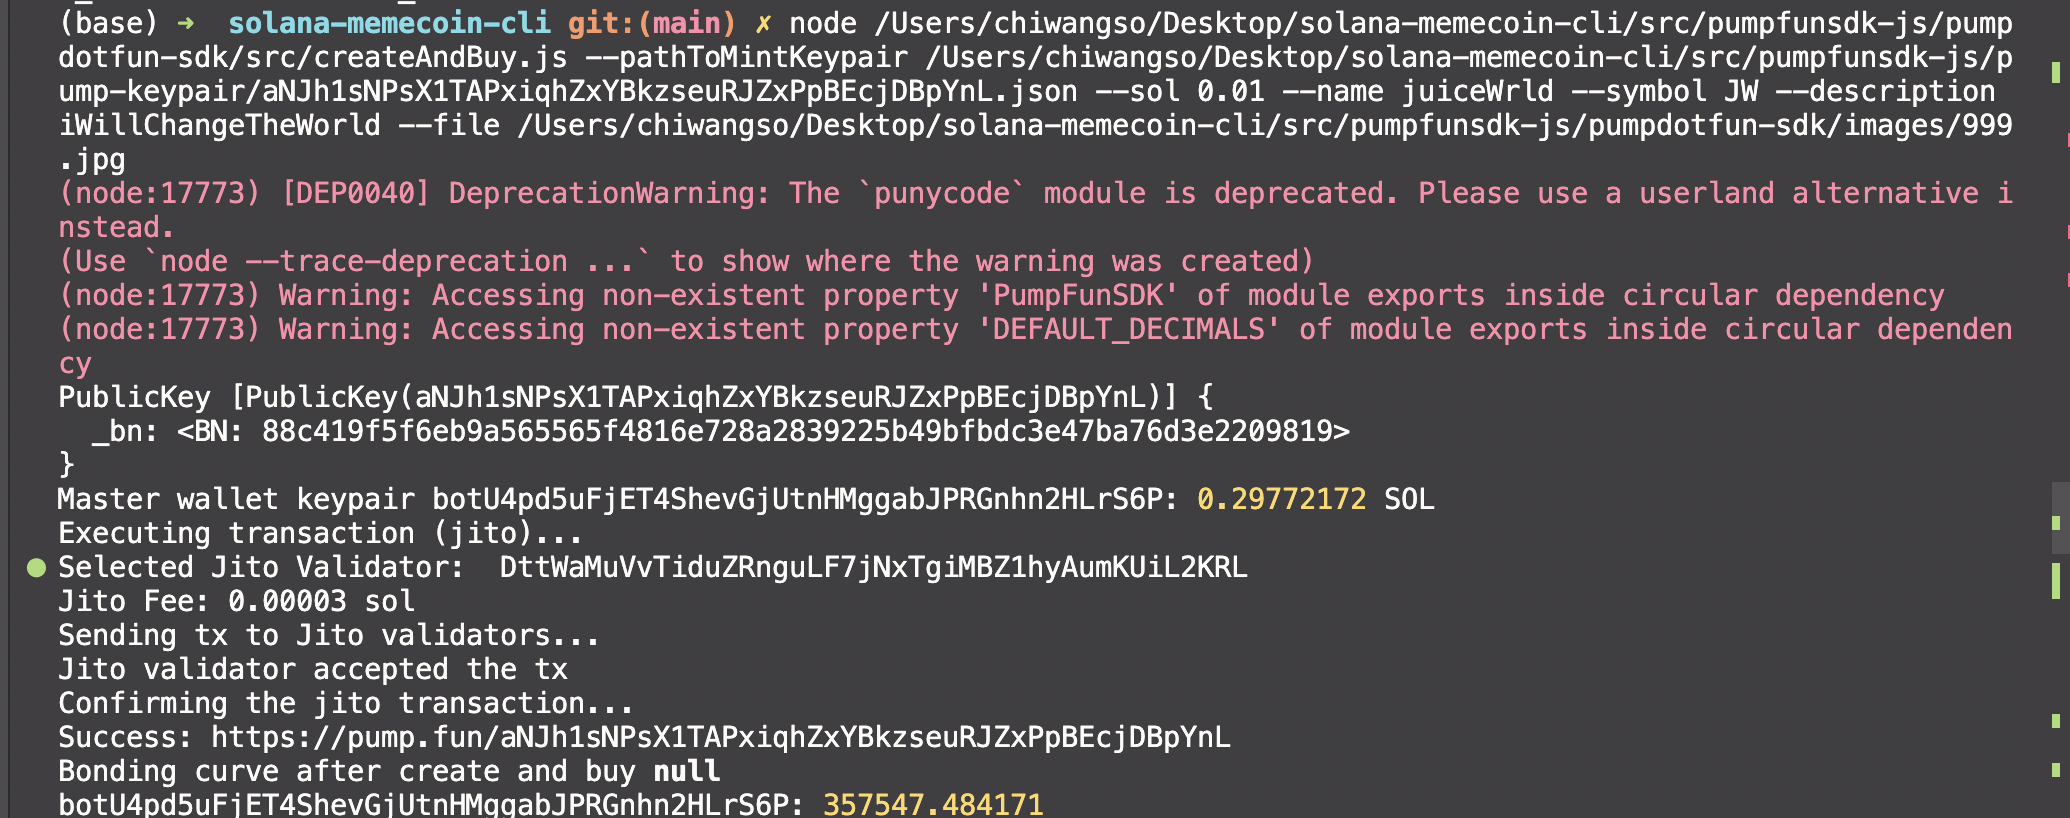 (base) ➜  solana-memecoin-cli git:(main) ✗ node /Users/chiwangso/Desktop/solana-memecoin-cli/src/pumpfunsdk-js/pump
dotfun-sdk/src/createAndBuy.js --pathToMintKeypair /Users/chiwangso/Desktop/solana-memecoin-cli/src/pumpfunsdk-js/p
ump-keypair/aNJh1sNPsX1TAPxiqhZxYBkzseuRJZxPpBEcjDBpYnL.json --sol 0.01 --name juiceWrld --symbol JW --description
iWillChangeTheWorld --file /Users/chiwangso/Desktop/solana-memecoin-cli/src/pumpfunsdk-js/pumpdotfun-sdk/images/999
.jpg
(node:17773) [DEP0040] DeprecationWarning: The `punycode` module is deprecated. Please use a userland alternative i
nstead.
(Use `node --trace-deprecation ...` to show where the warning was created)
(node:17773) Warning: Accessing non-existent property 'PumpFunSDK' of module exports inside circular dependency
(node:17773) Warning: Accessing non-existent property 'DEFAULT_DECIMALS' of module exports inside circular dependen
cy
PublicKey [PublicKey(aNJh1sNPsX1TAPxiqhZxYBkzseuRJZxPpBEcjDBpYnL)] {
  _bn: <BN: 88c419f5f6eb9a565565f4816e728a2839225b49bfbdc3e47ba76d3e2209819>
}
Master wallet keypair botU4pd5uFjET4ShevGjUtnHMggabJPRGnhn2HLrS6P: 0.29772172 SOL
Executing transaction (jito)...
Selected Jito Validator:  DttWaMuVvTiduZRnguLF7jNxTgiMBZ1hyAumKUiL2KRL
Jito Fee: 0.00003 sol
Sending tx to Jito validators...
Jito validator accepted the tx
Confirming the jito transaction...
Success: https://pump.fun/aNJh1sNPsX1TAPxiqhZxYBkzseuRJZxPpBEcjDBpYnL
Bonding curve after create and buy null
botU4pd5uFjET4ShevGjUtnHMggabJPRGnhn2HLrS6P: 357547.484171